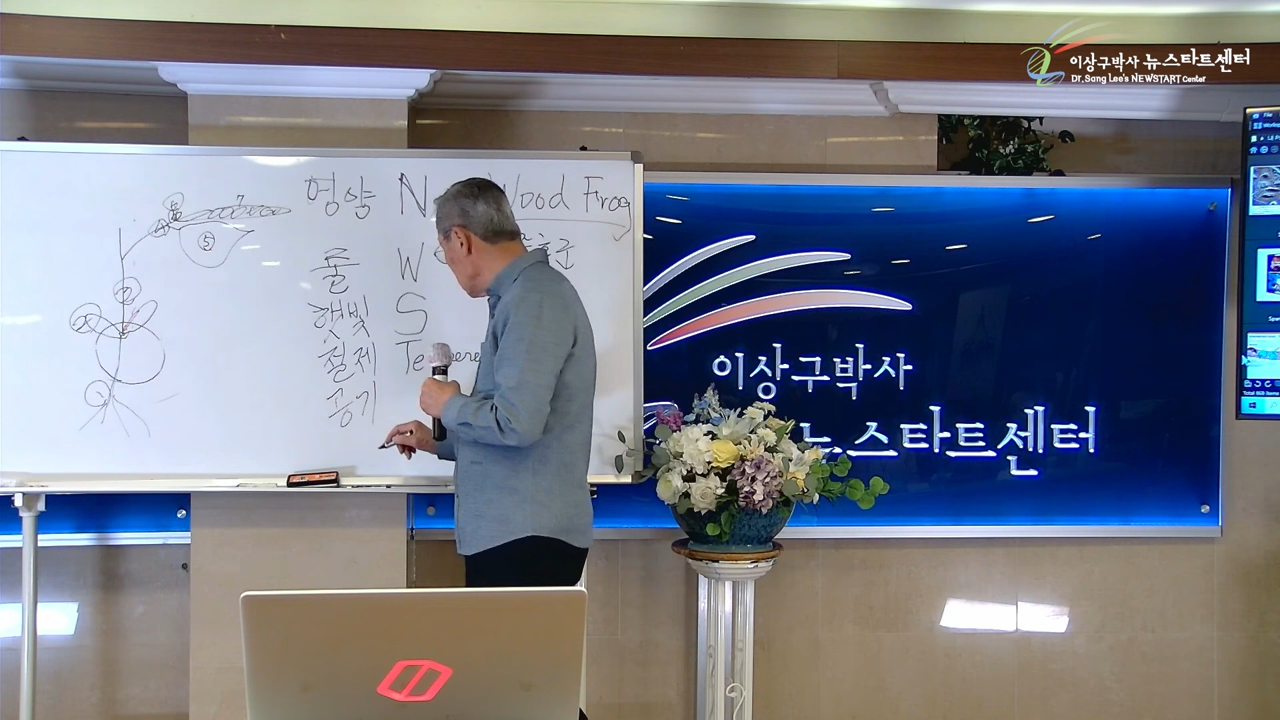 이상구박사 뉴스타트센터
Dr. Sang Lee's NEWSTART Center
영양 N Wood Frog
물 W
햇빛 S
절제 Te
공기
7
5
이상구박사
뉴스타트센터